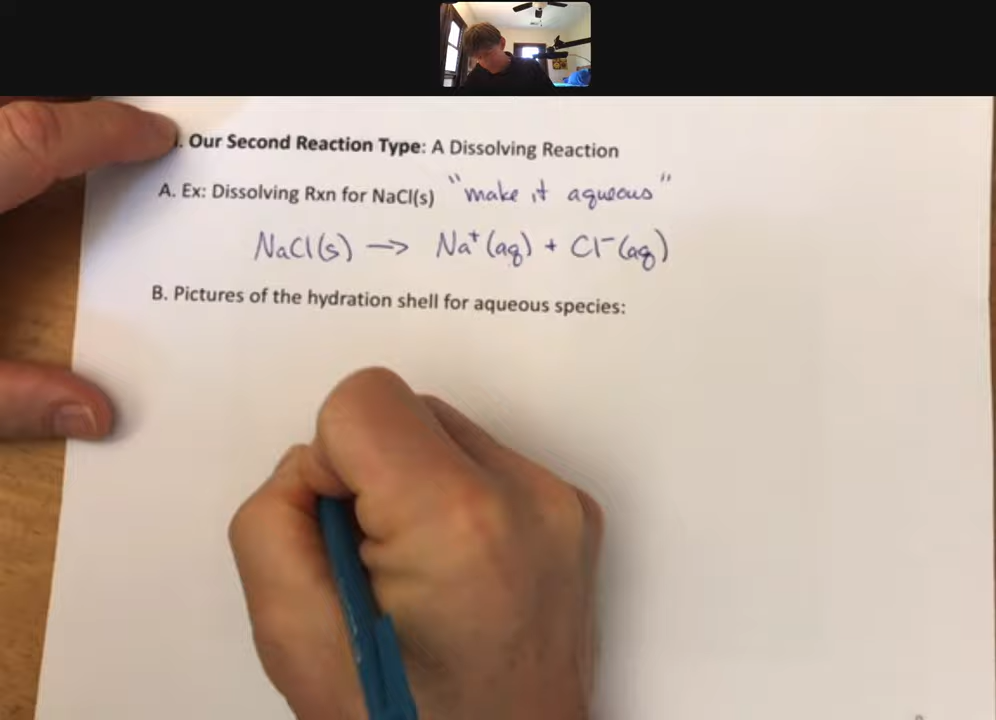 . Our Second Reaction Type: A Dissolving Reaction
A. Ex: Dissolving Rxn for NaCl(s) "make it aqueous"
NaCl(s) → Na⁺(aq) + Cl⁻(aq)
B. Pictures of the hydration shell for aqueous species: